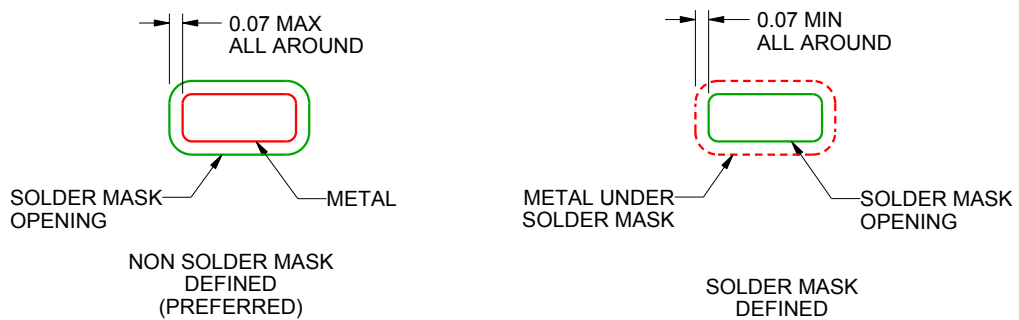 0.07 MAX
ALL AROUND
SOLDER MASK
OPENING
METAL
NON SOLDER MASK
DEFINED
(PREFERRED)
0.07 MIN
ALL AROUND
METAL UNDER
SOLDER MASK
SOLDER MASK
OPENING
SOLDER MASK
DEFINED